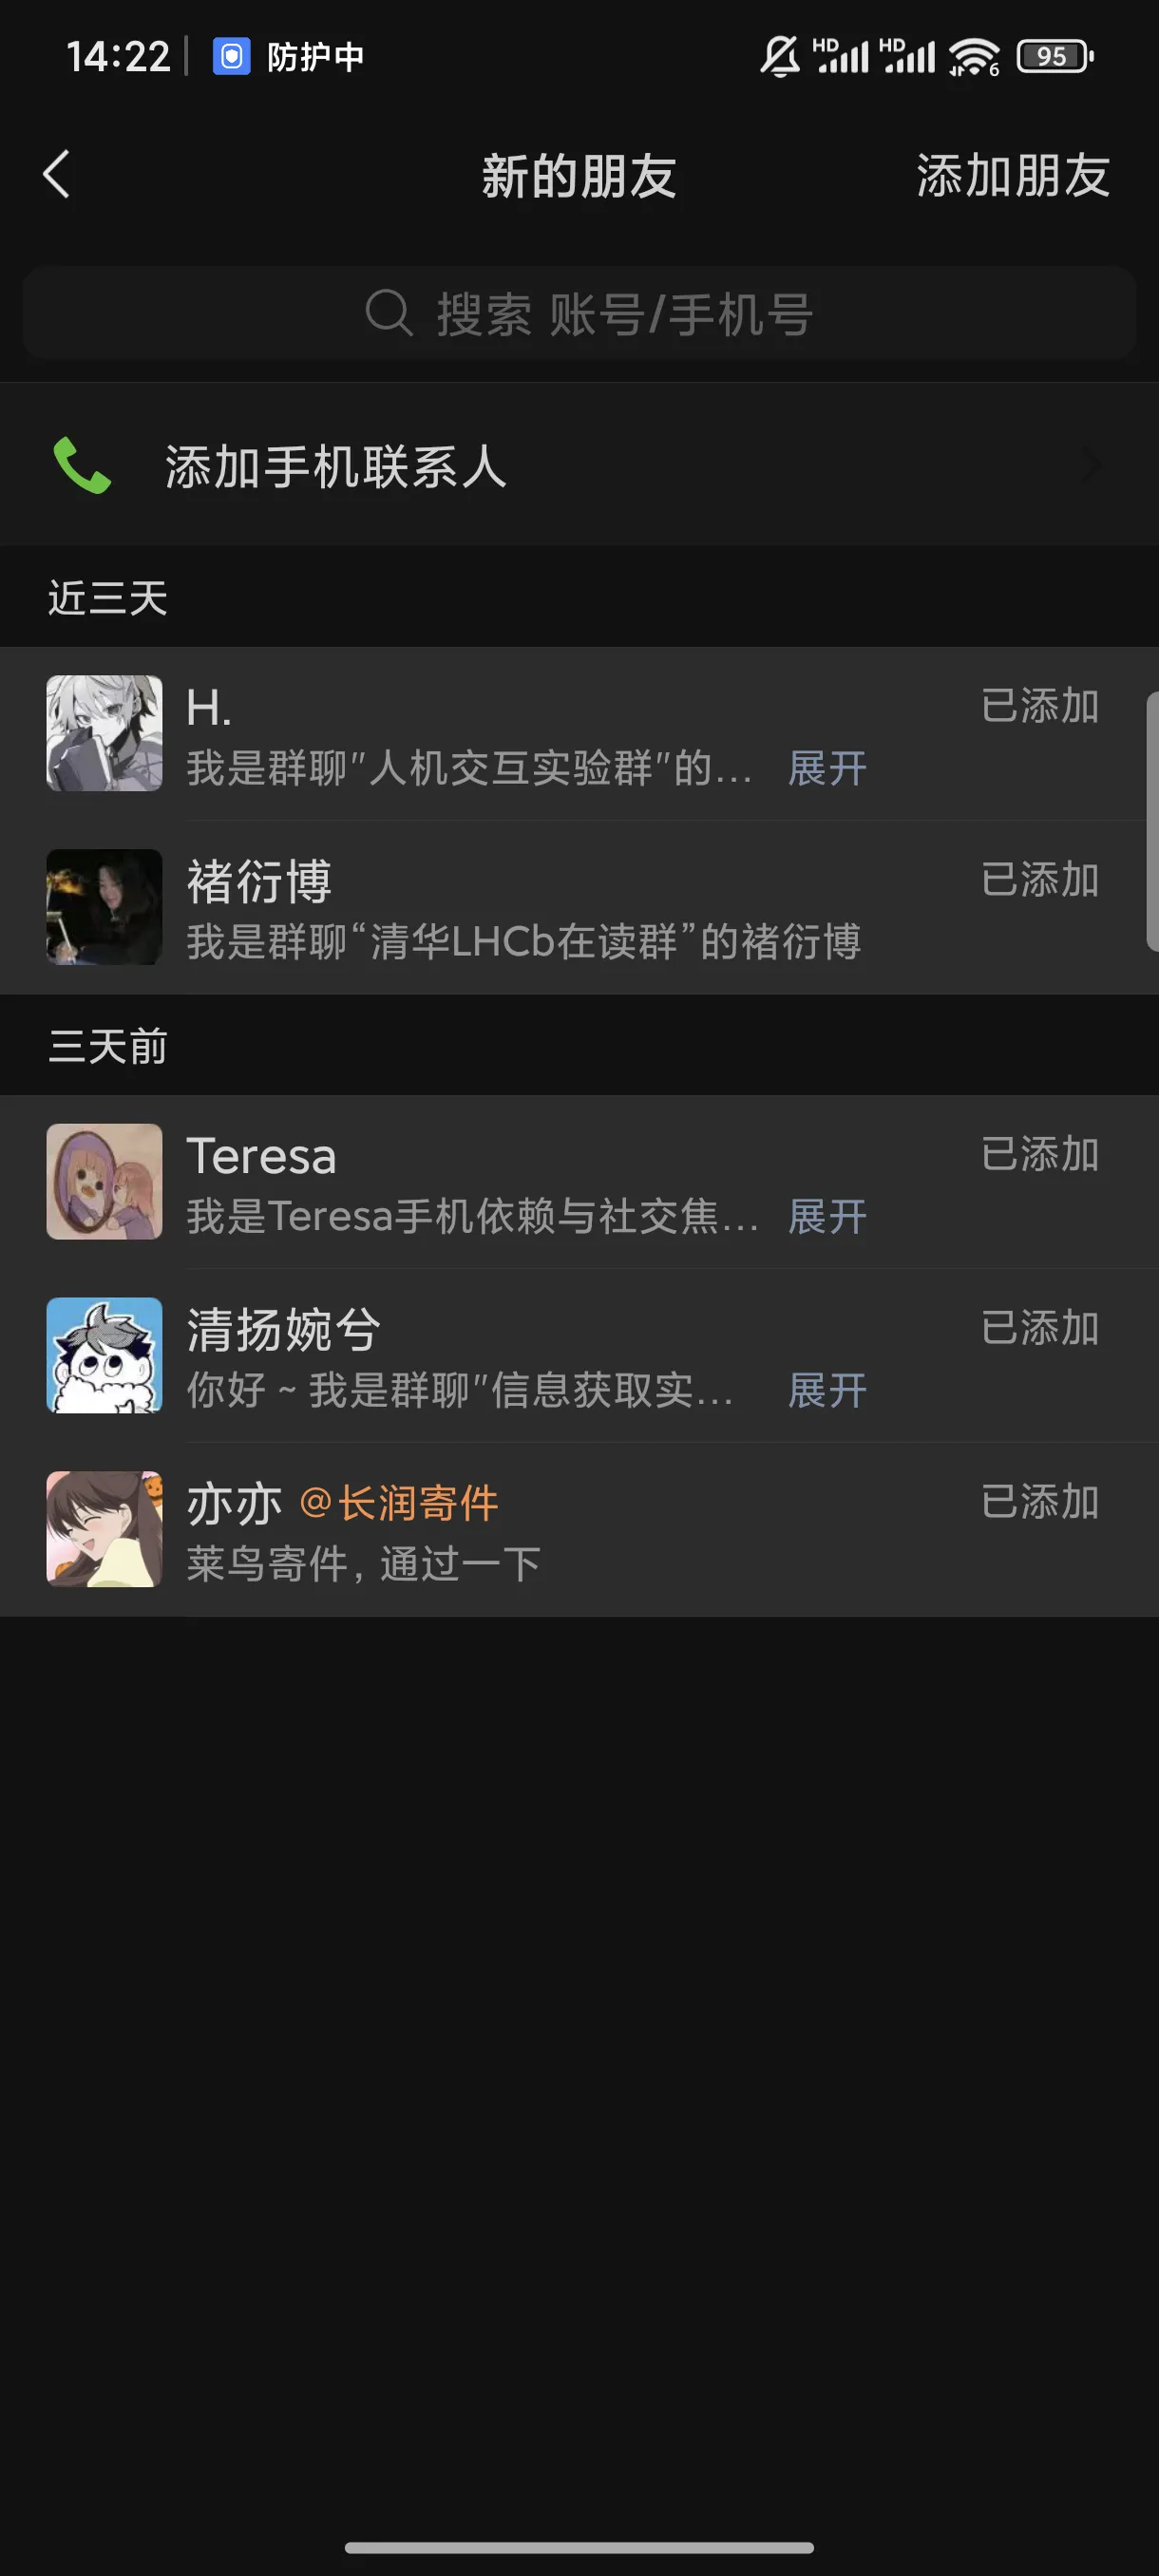 14:22 防护中 HD HD 6 95
新的朋友 添加朋友
搜索 账号/手机号
添加手机联系人
近三天
H. 已添加
我是群聊"人机交互实验群"的... 展开
褚衍博 已添加
我是群聊“清华LHCb在读群”的褚衍博
三天前
Teresa 已添加
我是Teresa手机依赖与社交焦... 展开
清扬婉兮 已添加
你好 ~ 我是群聊"信息获取实... 展开
亦亦 @长润寄件 已添加
莱鸟寄件，通过一下